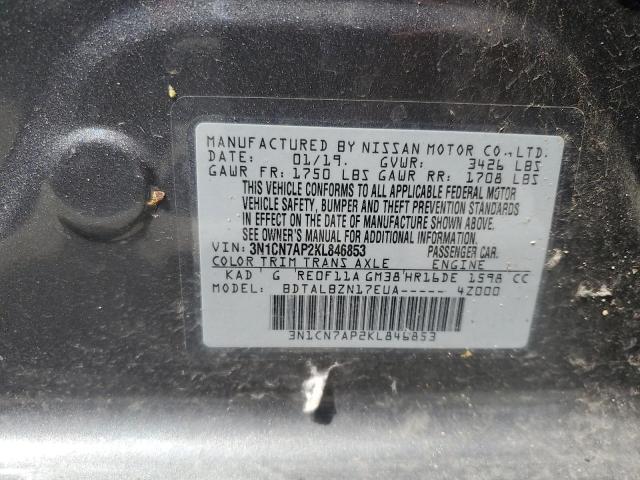 MANUFACTURED BY NISSAN MOTOR CO.,LTD.
DATE: 01/19. GVWR: 3426 LBS
GAWR FR: 1750 LBS GAWR RR: 1708 LBS
THIS VEHICLE CONFORMS TO ALL APPLICABLE FEDERAL MOTOR
VEHICLE SAFETY, BUMPER AND THEFT PREVENTION STANDARDS
IN EFFECT ON THE DATE OF MANUFACTURE SHOWN ABOVE.
SEE OWNER'S MANUAL FOR ADDITIONAL INFORMATION.
VIN: 3N1CN7AP2KL846853 PASSENGER CAR.
COLOR TRIM TRANS AXLE ENGINE
KAD G RE0F11A GM38 HR16DE 1598 CC
MODEL: BDTALBZN17EUA----- 4Z000
3N1CN7AP2KL846853